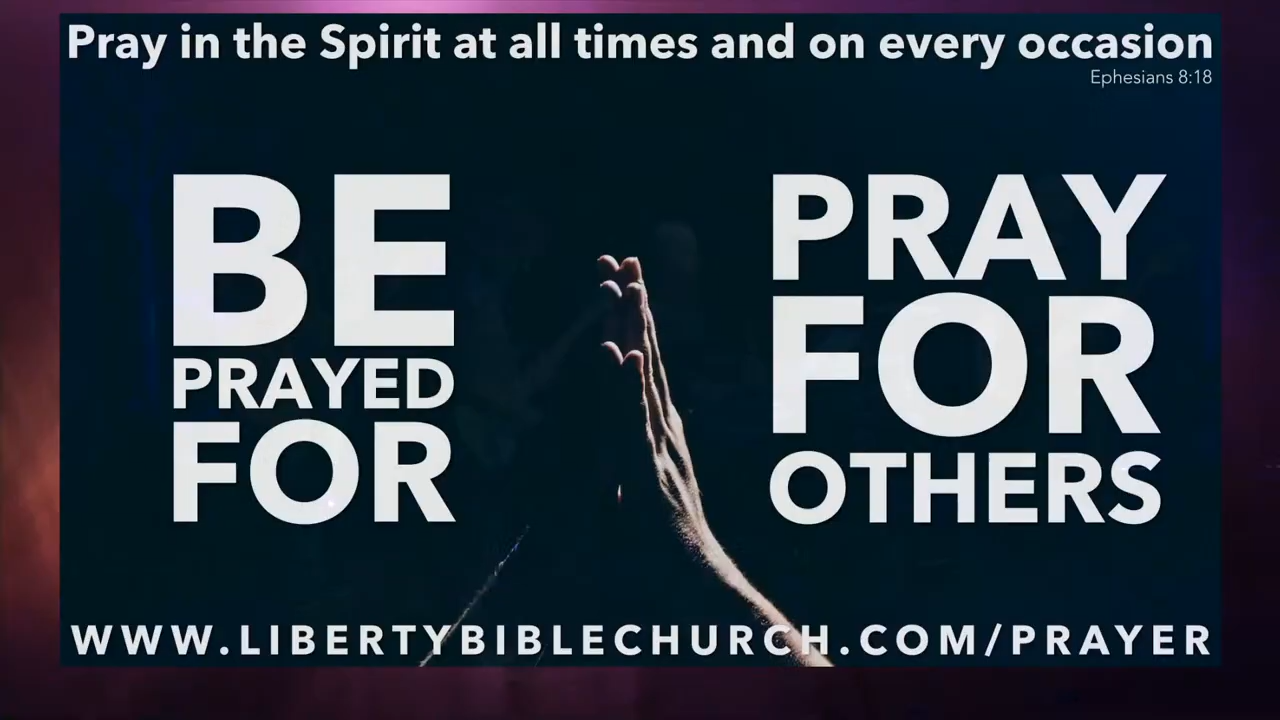 Pray in the Spirit at all times and on every occasion
Ephesians 8:18
BE
PRAYED
FOR
PRAY
FOR
OTHERS
WWW.LIBERTYBIBLECHURCH.COM/PRAYER